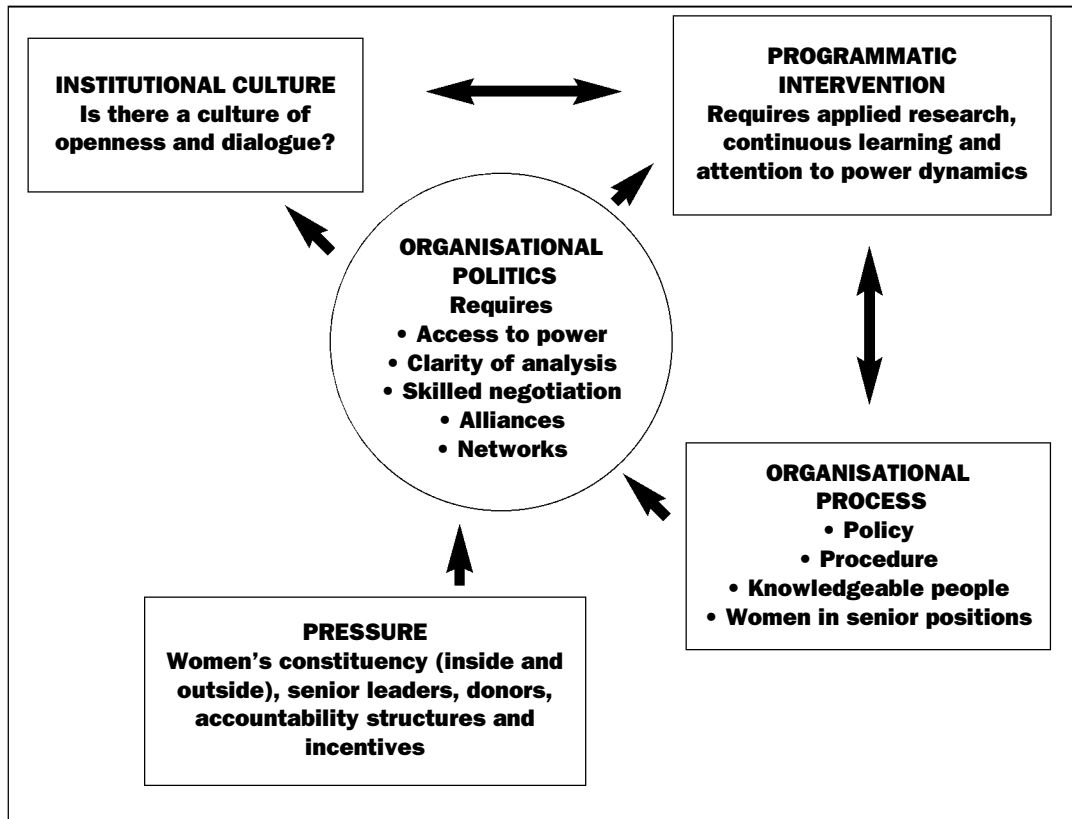 INSTITUTIONAL CULTURE
Is there a culture of
openness and dialogue?
PROGRAMMATIC
INTERVENTION
Requires applied research,
continuous learning and
attention to power dynamics
ORGANISATIONAL
POLITICS
Requires
• Access to power
• Clarity of analysis
• Skilled negotiation
• Alliances
• Networks
ORGANISATIONAL
PROCESS
• Policy
• Procedure
• Knowledgeable people
• Women in senior positions
PRESSURE
Women’s constituency (inside and
outside), senior leaders, donors,
accountability structures and
incentives